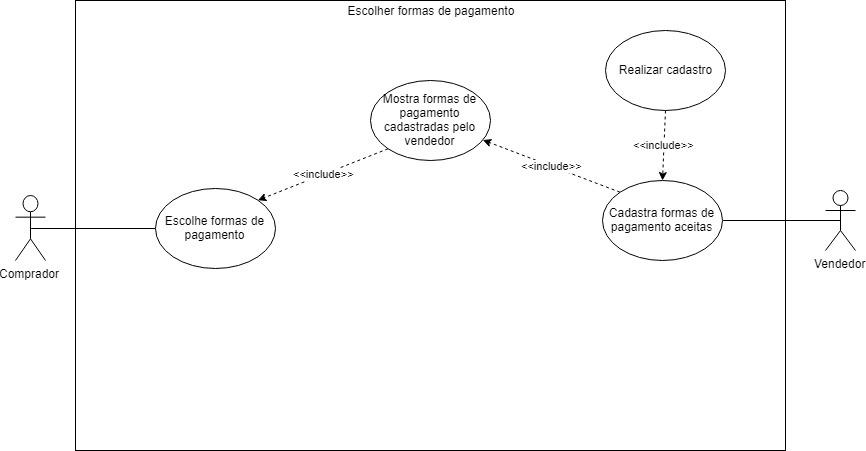 Escolher formas de pagamento
Realizar cadastro
Mostra formas de
pagamento
cadastradas pelo
vendedor
<<include>>
<<include>>
<<include>>
Escolhe formas de
pagamento
Cadastra formas de
pagamento aceitas
Comprador
Vendedor